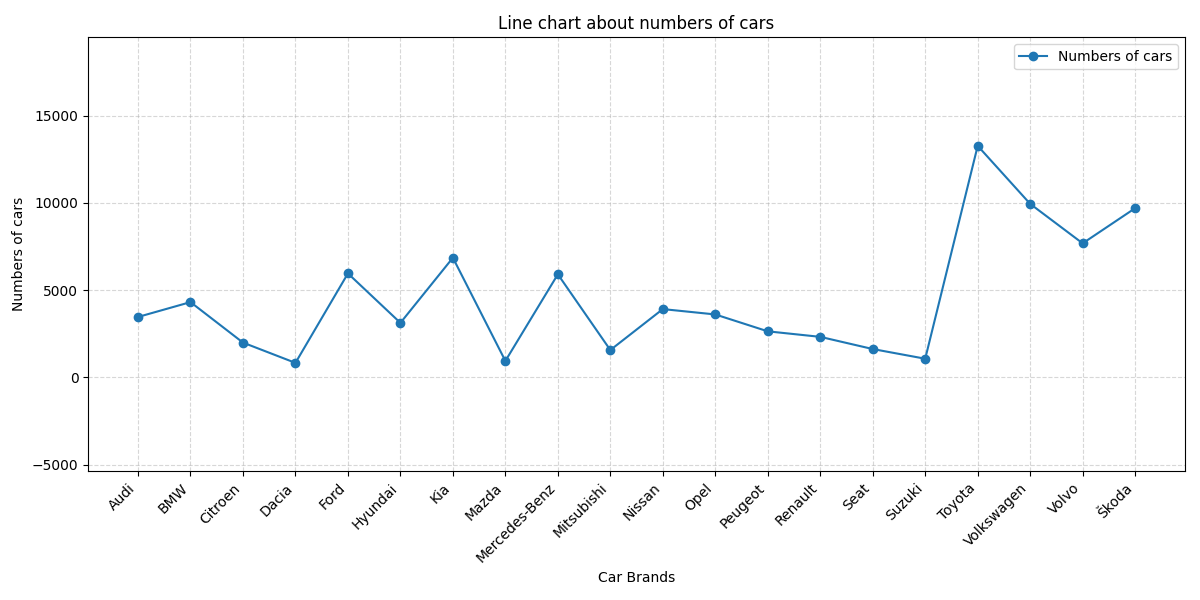 Line chart about numbers of cars
Numbers of cars
Numbers of cars
15000
10000
5000
0
−5000
Audi
BMW
Citroen
Dacia
Ford
Hyundai
Kia
Mazda
Mercedes-Benz
Mitsubishi
Nissan
Opel
Peugeot
Renault
Seat
Suzuki
Toyota
Volkswagen
Volvo
Škoda
Car Brands